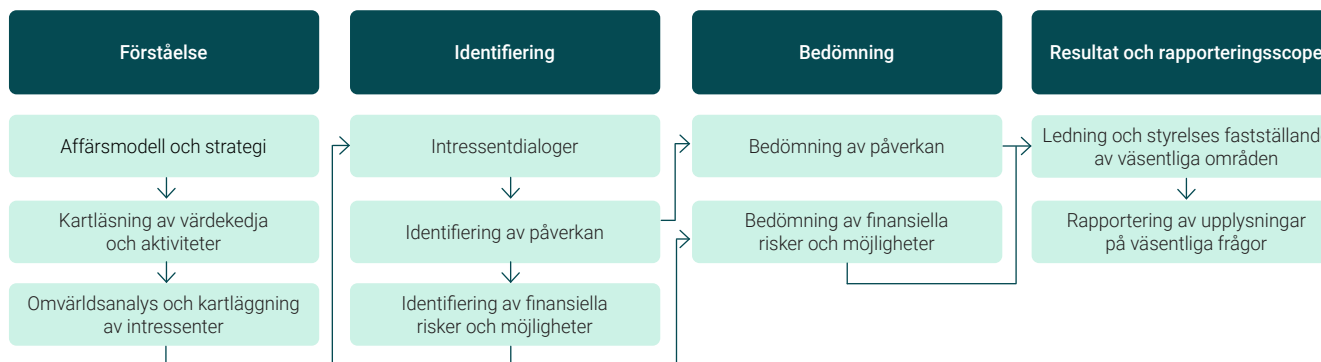 Förståelse
Identifiering
Bedömning
Resultat och rapporteringsscope
Affärsmodell och strategi
Kartläsning av värdekedja
och aktiviteter
Omvärldsanalys och kartläggning
av intressenter
Intressentdialoger
Identifiering av påverkan
Identifiering av finansiella
risker och möjligheter
Bedömning av påverkan
Bedömning av finansiella
risker och möjligheter
Ledning och styrelses fastställand
av väsentliga områden
Rapportering av upplysningar
på väsentliga frågor